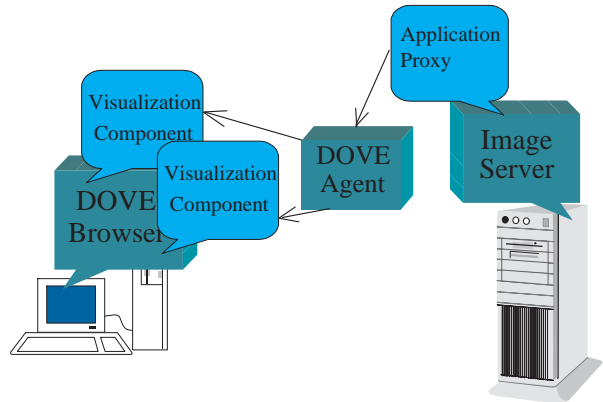 Application
Proxy
Visualization
Component
Visualization
Component
DOVE
Browser
DOVE
Agent
Image
Server